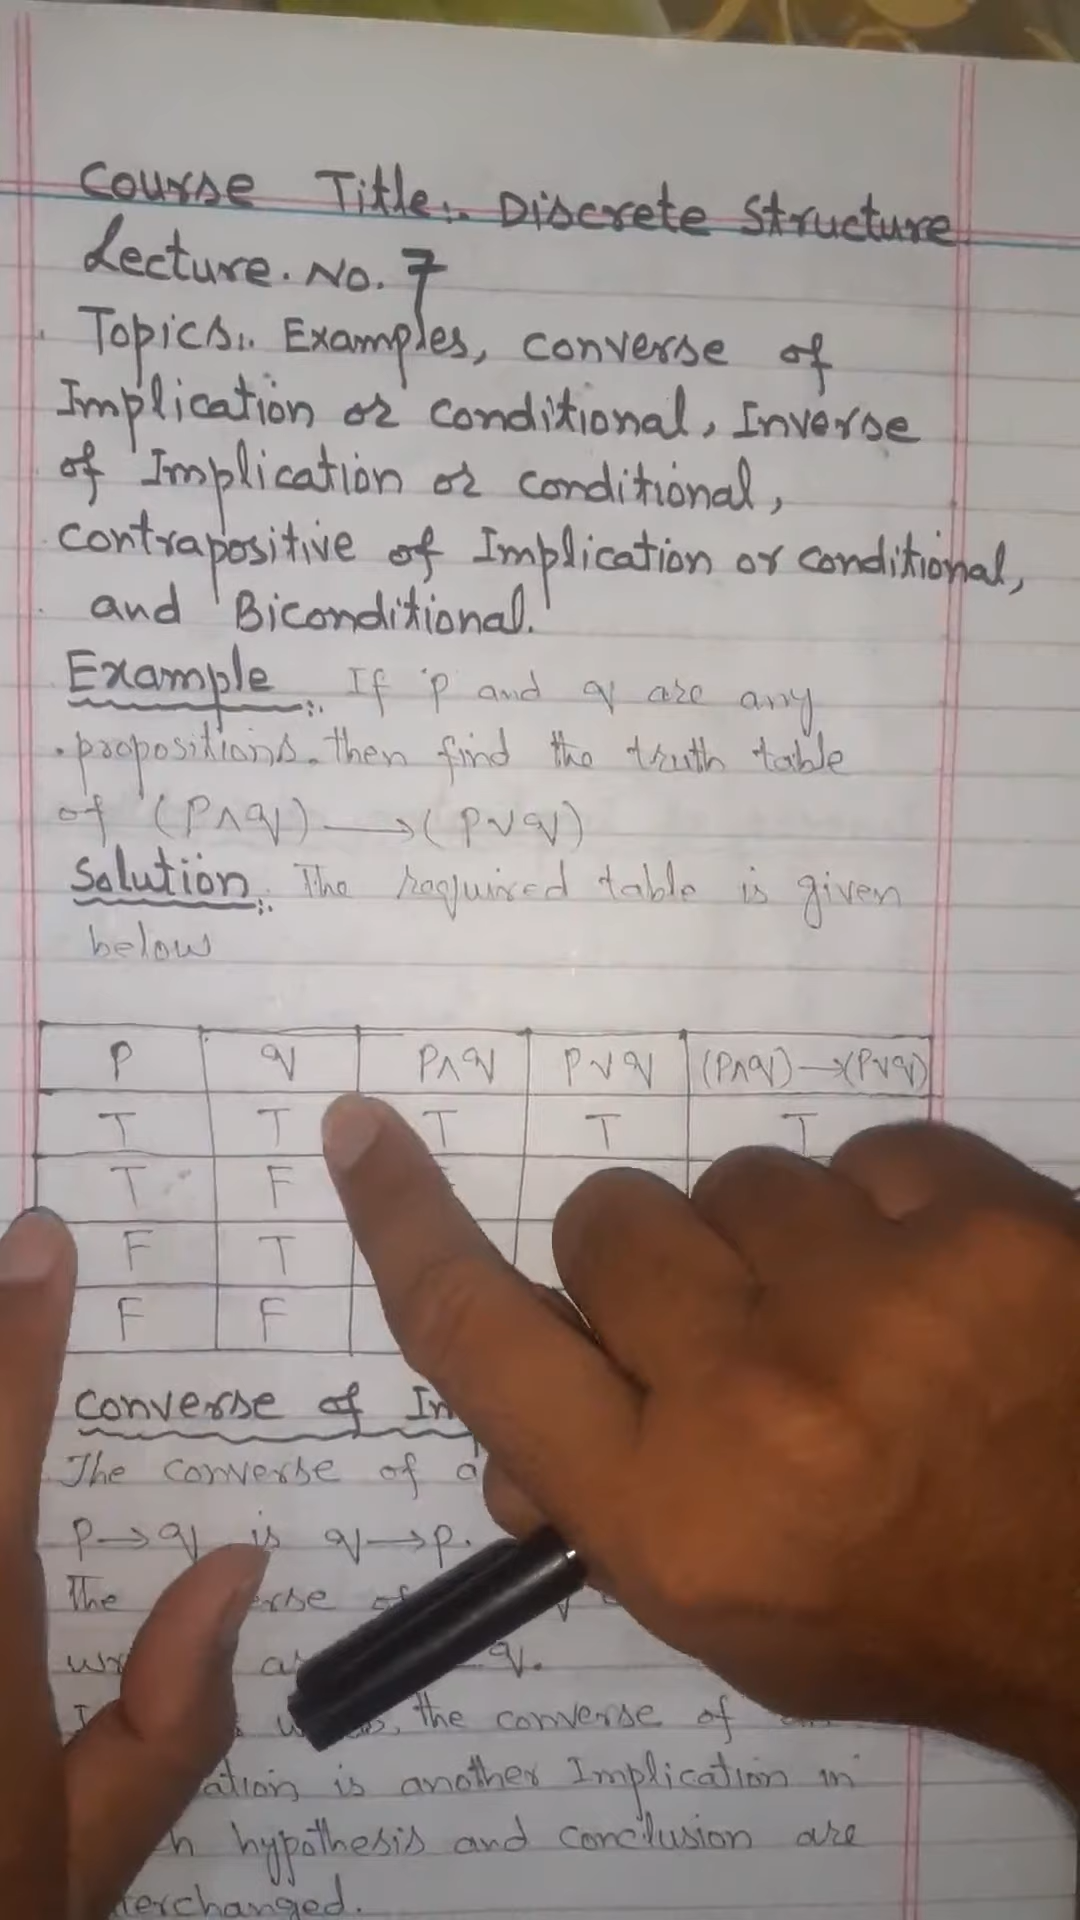 Course Title:. Discrete Structure
Lecture. No. 7
Topics:. Examples, converse of
Implication or conditional, Inverse
of Implication or conditional,
contrapositive of Implication or conditional,
and Biconditional.
Example:. If p and q are any
propositions. then find the truth table
of (P∧q) → (P∨q)
Solution:. The required table is given
below
P q P∧q P∨q (P∧q)→(P∨q)
T T T T T
T F
F T
F F
Converse of
The converse of a
P→q is q→p.
The
as q.
the converse of
is another Implication in
hypothesis and conclusion are